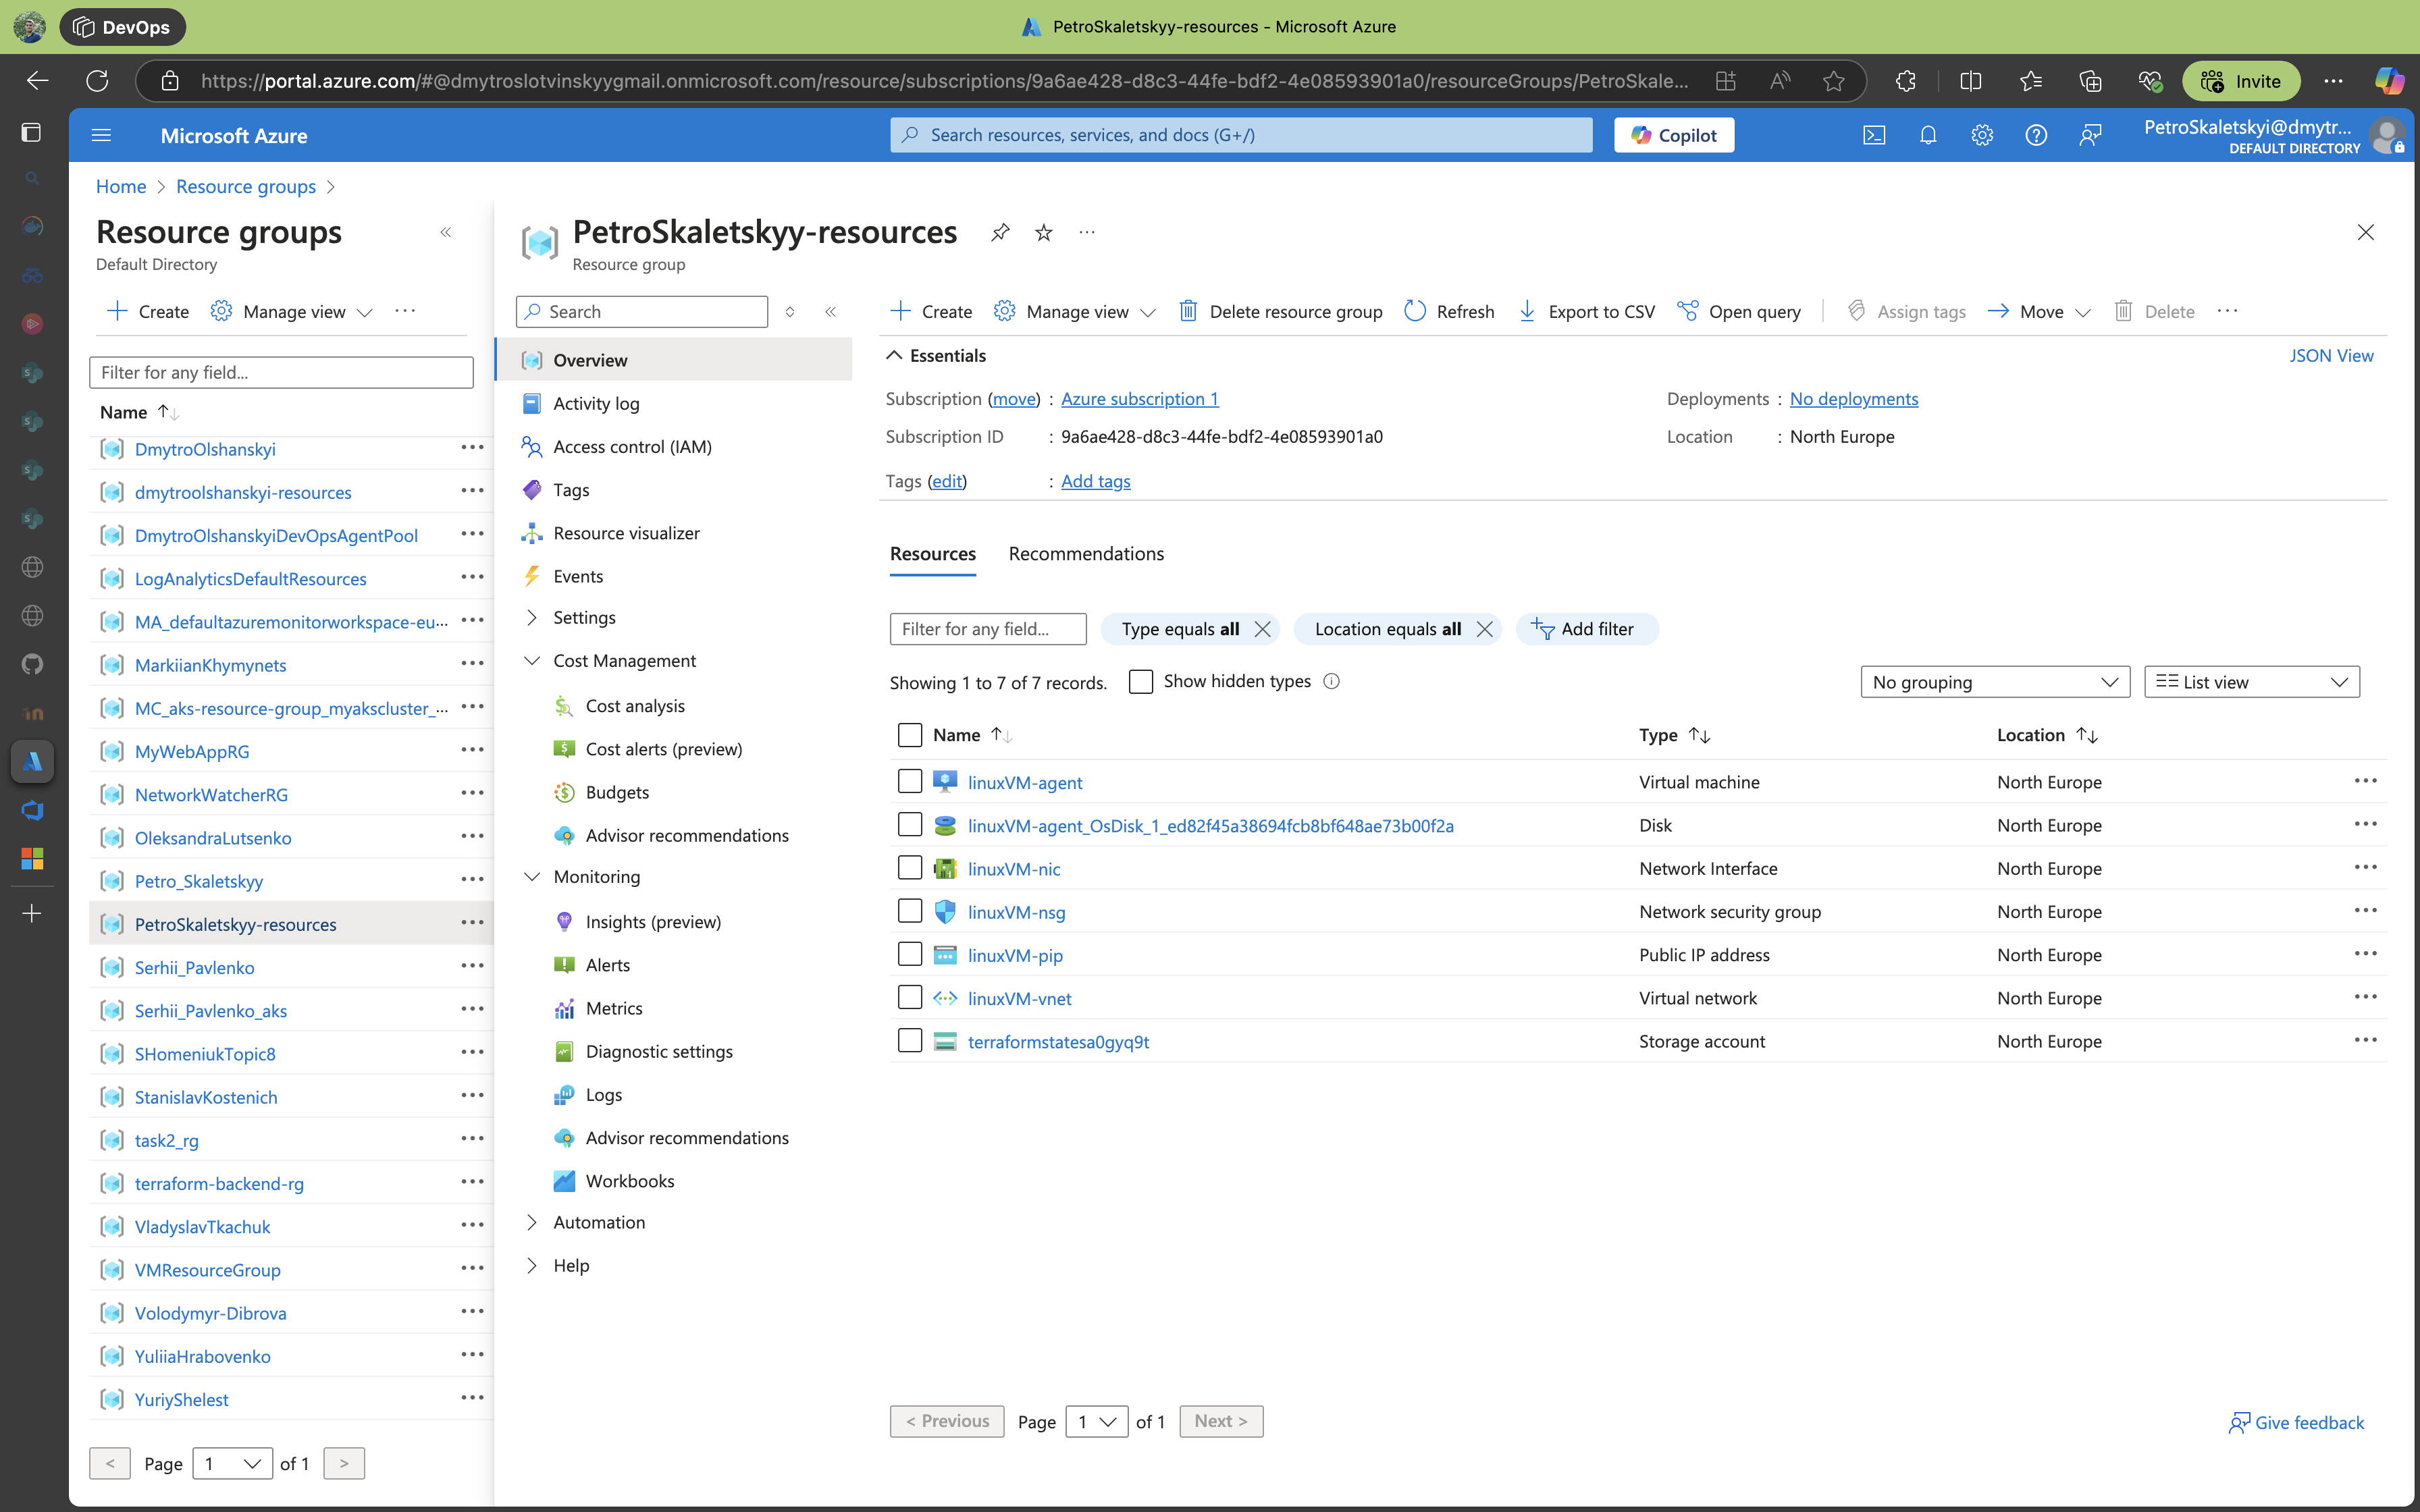 DevOps
PetroSkaletskyy-resources - Microsoft Azure
https://portal.azure.com/#@dmytroslotvinskyygmail.onmicrosoft.com/resource/subscriptions/9a6ae428-d8c3-44fe-bdf2-4e08593901a0/resourceGroups/PetroSkale...
Invite
Microsoft Azure
Search resources, services, and docs (G+/)
Copilot
PetroSkaletskyi@dmytr...
DEFAULT DIRECTORY
Home > Resource groups >
Resource groups
Default Directory
Create Manage view ...
Filter for any field...
Name
DmytroOlshanskyi
dmytroolshanskyi-resources
DmytroOlshanskyiDevOpsAgentPool
LogAnalyticsDefaultResources
MA_defaultazuremonitorworkspace-eu...
MarkiianKhymynets
MC_aks-resource-group_myakscluster_...
MyWebAppRG
NetworkWatcherRG
OleksandraLutsenko
Petro_Skaletskyy
PetroSkaletskyy-resources
Serhii_Pavlenko
Serhii_Pavlenko_aks
SHomeniukTopic8
StanislavKostenich
task2_rg
terraform-backend-rg
VladyslavTkachuk
VMResourceGroup
Volodymyr-Dibrova
YuliiaHrabovenko
YuriyShelest
< Page 1 of 1 >
PetroSkaletskyy-resources
Resource group
Search
Overview
Activity log
Access control (IAM)
Tags
Resource visualizer
Events
Settings
Cost Management
Cost analysis
Cost alerts (preview)
Budgets
Advisor recommendations
Monitoring
Insights (preview)
Alerts
Metrics
Diagnostic settings
Logs
Advisor recommendations
Workbooks
Automation
Help
Create Manage view Delete resource group Refresh Export to CSV Open query Assign tags Move Delete ...
Essentials
JSON View
Subscription (move) : Azure subscription 1
Deployments : No deployments
Subscription ID : 9a6ae428-d8c3-44fe-bdf2-4e08593901a0
Location : North Europe
Tags (edit) : Add tags
Resources Recommendations
Filter for any field... Type equals all Location equals all Add filter
Showing 1 to 7 of 7 records. Show hidden types
No grouping List view
Name Type Location
linuxVM-agent Virtual machine North Europe
linuxVM-agent_OsDisk_1_ed82f45a38694fcb8bf648ae73b00f2a Disk North Europe
linuxVM-nic Network Interface North Europe
linuxVM-nsg Network security group North Europe
linuxVM-pip Public IP address North Europe
linuxVM-vnet Virtual network North Europe
terraformstatesa0gyq9t Storage account North Europe
< Previous Page 1 of 1 Next >
Give feedback